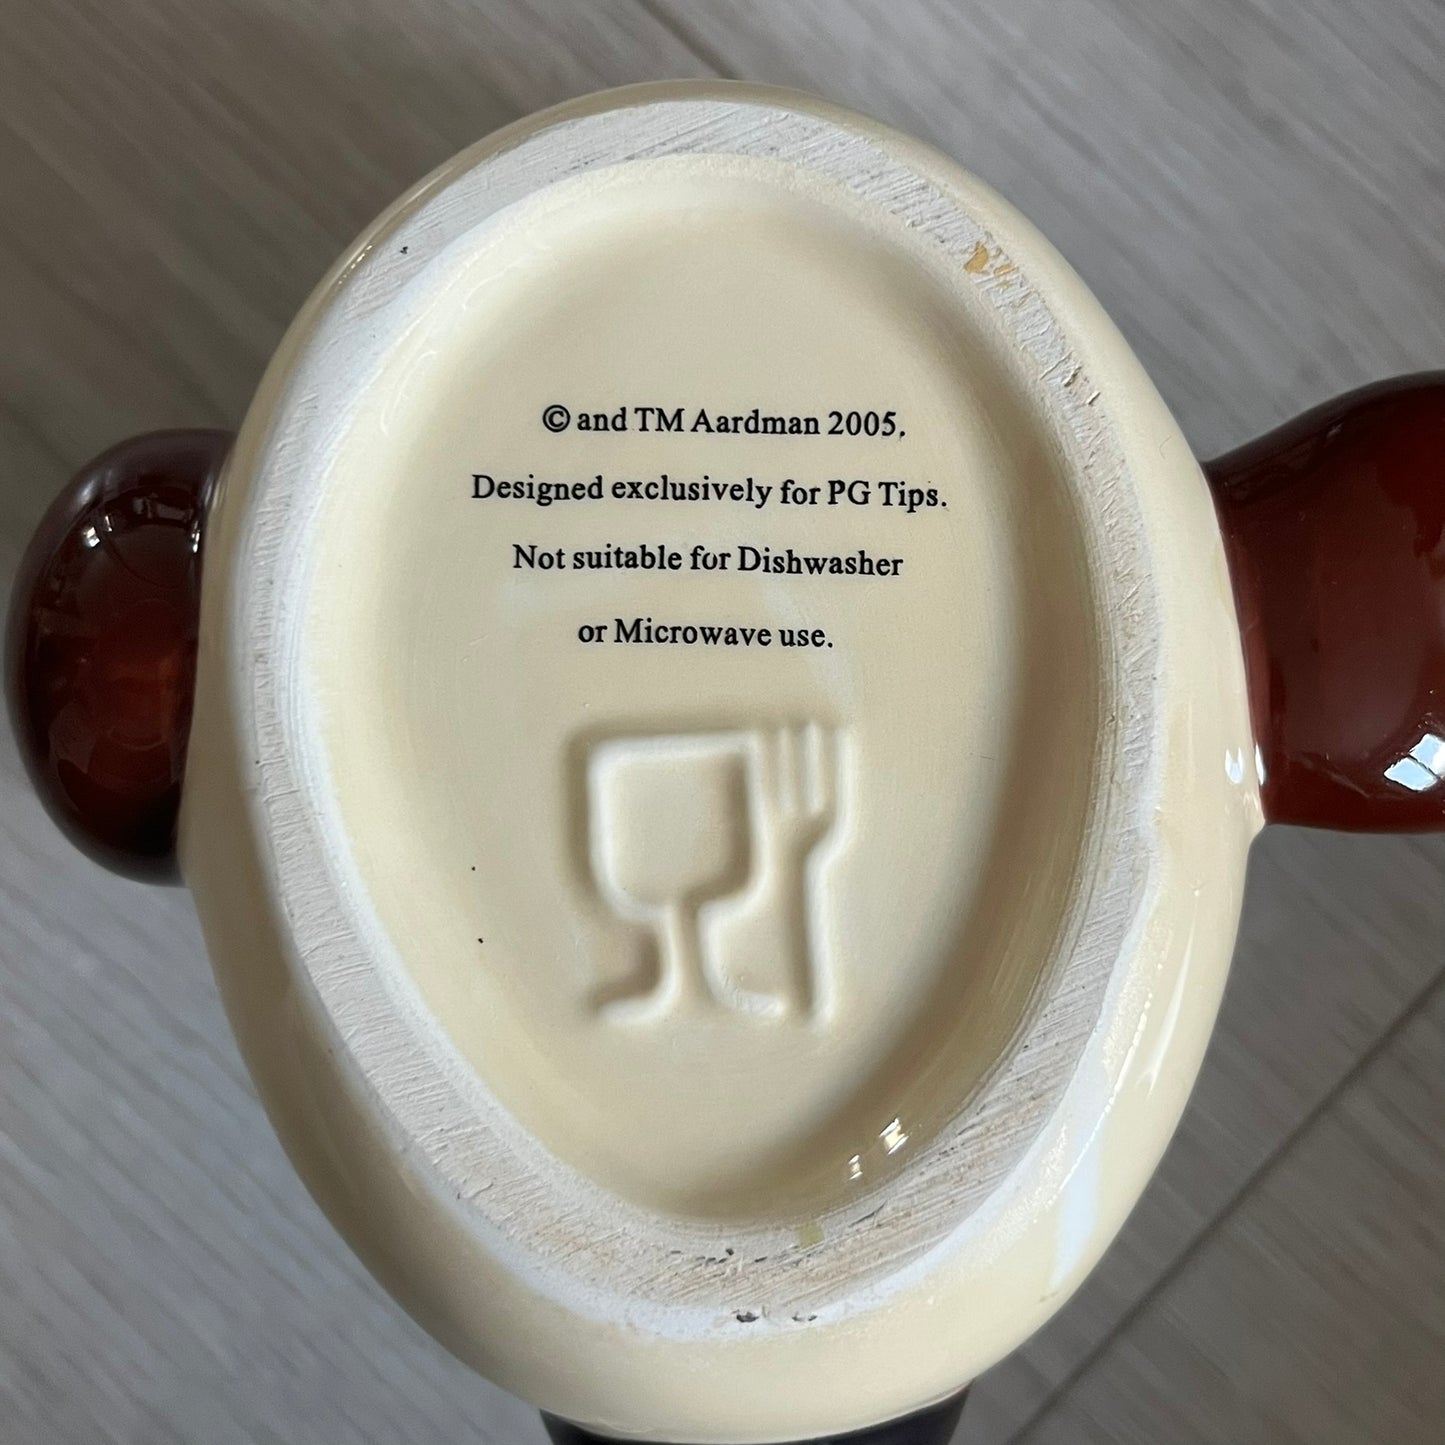 © and TM Aardman 2005.
Designed exclusively for PG Tips.
Not suitable for Dishwasher
or Microwave use.